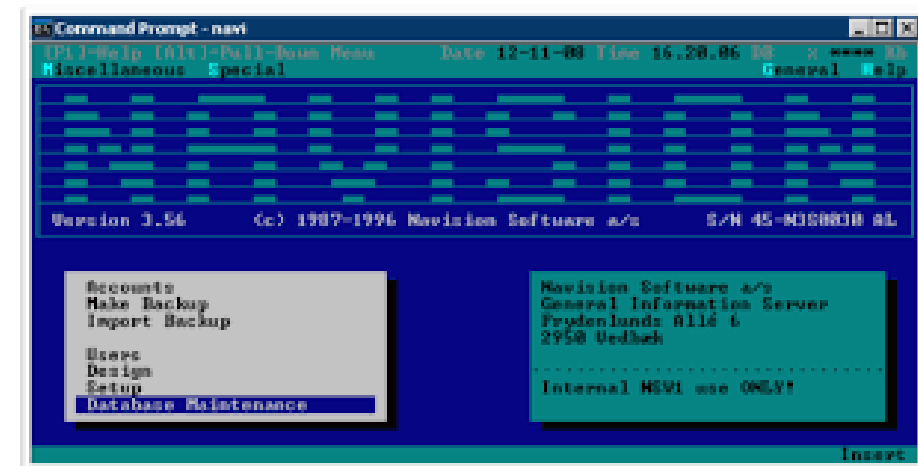 Command Prompt - navi
[F1]=Help [Alt]=Pull-Down Menu Date 12-11-08 Time 16.20.06 DB
Miscellaneous Special General Help
NAVISION
Version 3.56 (c) 1987-1996 Navision Software a/s S/N
Accounts
Make Backup
Import Backup
Users
Design
Setup
Database Maintenance
Navision Software a/s
General Information Server
Frydenlunds Allé 6
2950 Vedbæk
Internal use ONLY!
Insert